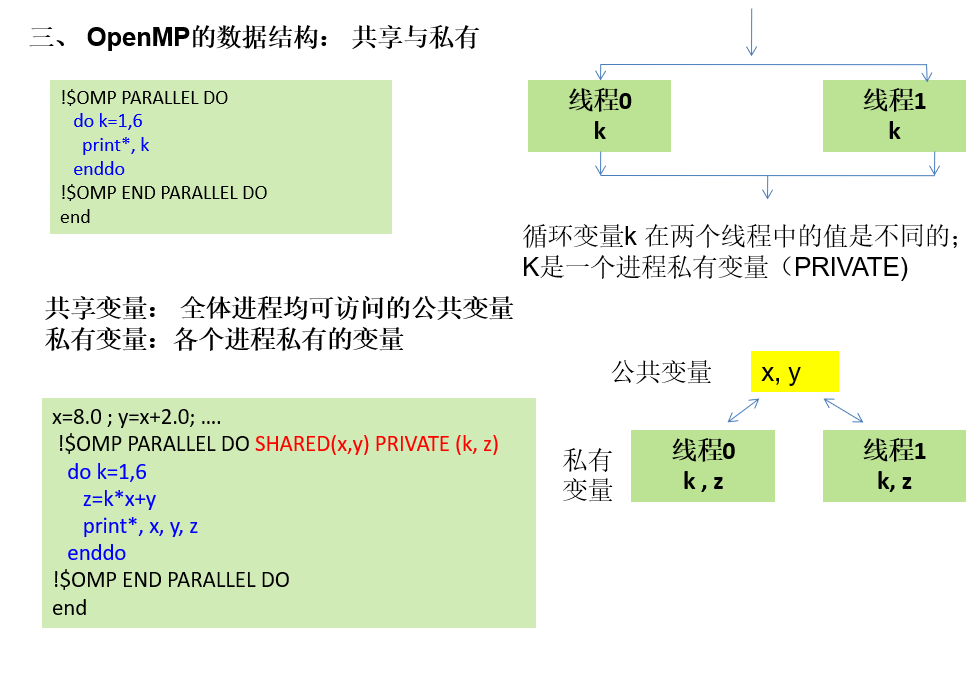 三、 OpenMP的数据结构： 共享与私有
!$OMP PARALLEL DO
do k=1,6
print*, k
enddo
!$OMP END PARALLEL DO
end
线程0
k
线程1
k
循环变量k 在两个线程中的值是不同的；
K是一个进程私有变量（PRIVATE)
共享变量： 全体进程均可访问的公共变量
私有变量：各个进程私有的变量
公共变量
x, y
私有
变量
线程0
k , z
线程1
k, z
x=8.0 ; y=x+2.0; ....
!$OMP PARALLEL DO SHARED(x,y) PRIVATE (k, z)
do k=1,6
z=k*x+y
print*, x, y, z
enddo
!$OMP END PARALLEL DO
end